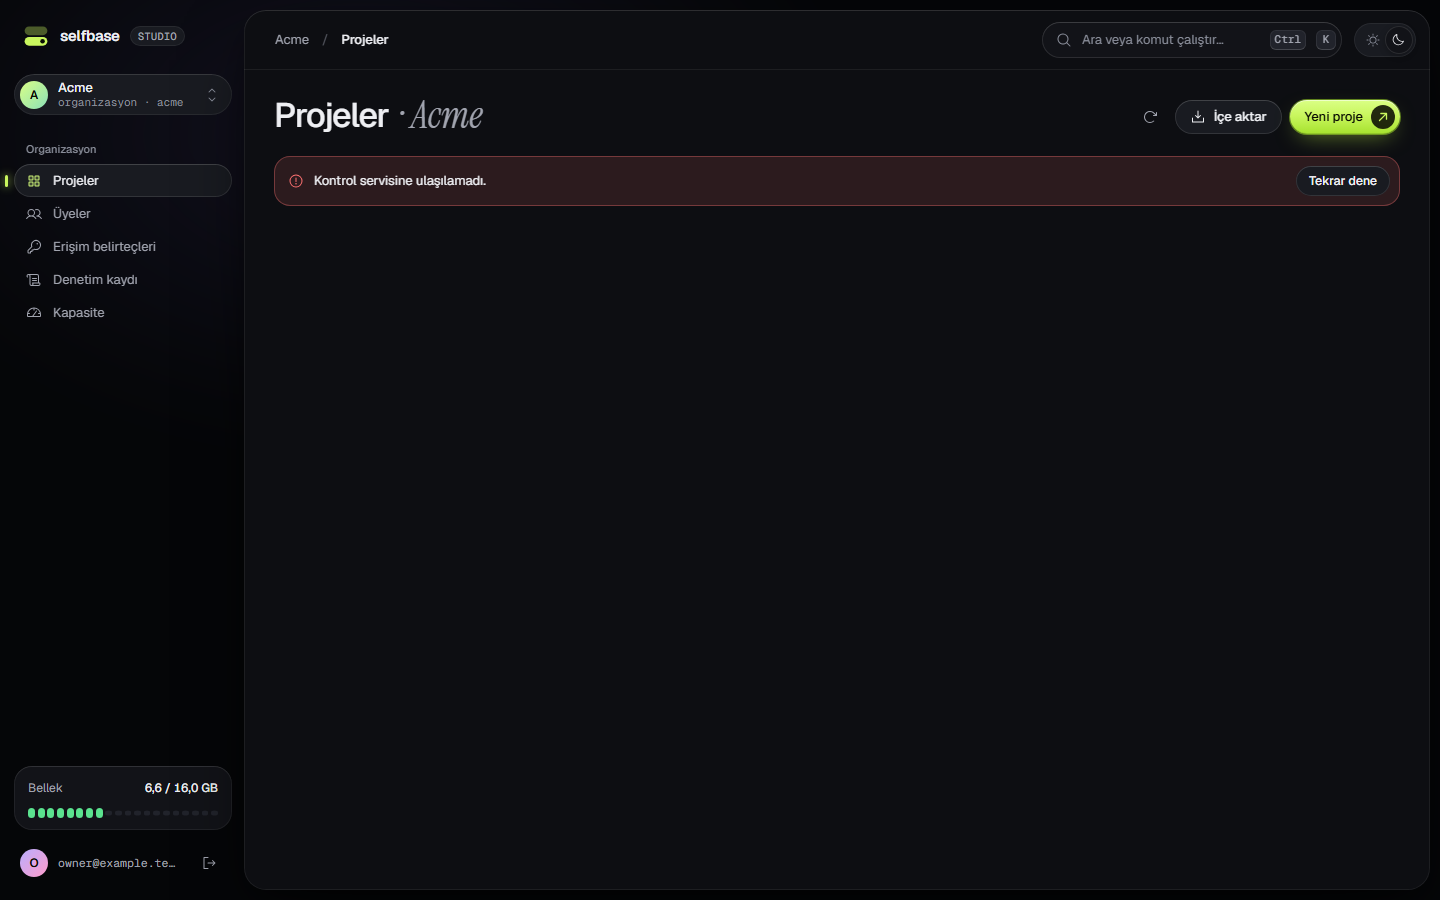 selfbase STUDIO
Acme / Projeler
Ara veya komut çalıştır... Ctrl K
A Acme
organizasyon · acme
Projeler · Acme
İçe aktar
Yeni proje
Organizasyon
Projeler
Üyeler
Erişim belirteçleri
Denetim kaydı
Kapasite
Kontrol servisine ulaşılamadı.
Tekrar dene
Bellek 6,6 / 16,0 GB
O owner@example.te...